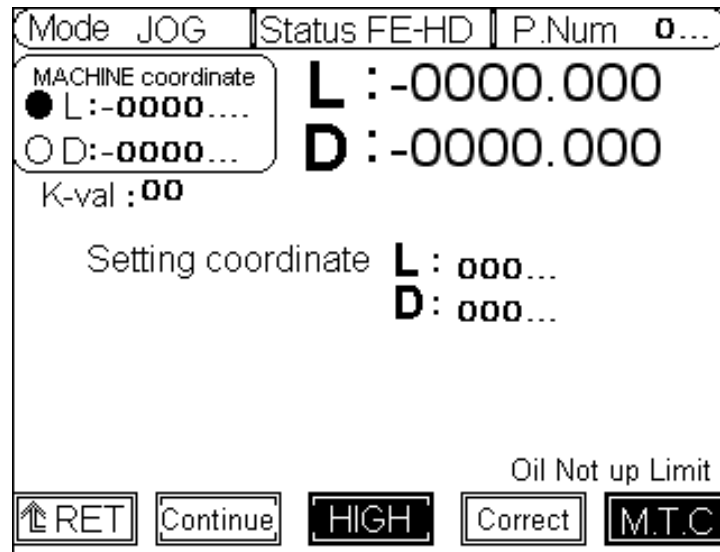 Mode JOG Status FE-HD P.Num 0...
MACHINE coordinate
L:-0000....
D:-0000...
L:-0000.000
D:-0000.000
K-val:00
Setting coordinate L: 000...
D: 000...
Oil Not up Limit
RET Continue HIGH Correct M.T.C